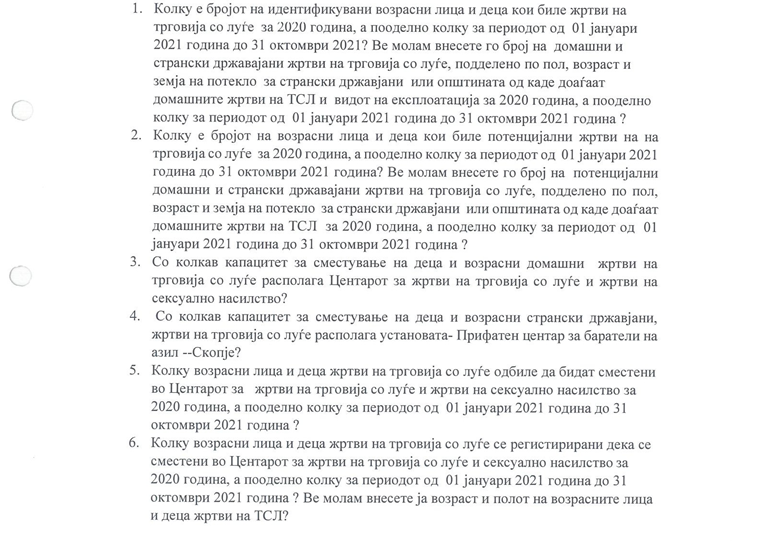 1. Колку е бројот на идентификувани возрасни лица и деца кои биле жртви на
трговија со луѓе за 2020 година, а пооделно колку за периодот од 01 јануари
2021 година до 31 октомври 2021? Ве молам внесете го број на домашни и
странски државајани жртви на трговија со луѓе, подделено по пол, возраст и
земја на потекло за странски државјани или општината од каде доаѓаат
домашните жртви на ТСЛ и видот на експлоатација за 2020 година, а пооделно
колку за периодот од 01 јануари 2021 година до 31 октомври 2021 година ?
2. Колку е бројот на возрасни лица и деца кои биле потенцијални жртви на на
трговија со луѓе за 2020 година, а пооделно колку за периодот од 01 јануари 2021
година до 31 октомври 2021 година? Ве молам внесете го број на потенцијални
домашни и странски државајани жртви на трговија со луѓе, подделено по пол,
возраст и земја на потекло за странски државјани или општината од каде доаѓаат
домашните жртви на ТСЛ за 2020 година, а пооделно колку за периодот од 01
јануари 2021 година до 31 октомври 2021 година ?
3. Со колкав капацитет за сместување на деца и возрасни домашни жртви на
трговија со луѓе располага Центарот за жртви на трговија со луѓе и жртви на
сексуално насилство?
4. Со колкав капацитет за сместување на деца и возрасни странски државјани,
жртви на трговија со луѓе располага установата- Прифатен центар за баратели на
азил --Скопје?
5. Колку возрасни лица и деца жртви на трговија со луѓе одбиле да бидат сместени
во Центарот за жртви на трговија со луѓе и жртви на сексуално насилство за
2020 година, а пооделно колку за периодот од 01 јануари 2021 година до 31
октомври 2021 година ?
6. Колку возрасни лица и деца жртви на трговија со луѓе се регистрирани дека се
сместени во Центарот за жртви на трговија со луѓе и сексуално насилство за
2020 година, а пооделно колку за периодот од 01 јануари 2021 година до 31
октомври 2021 година ? Ве молам внесете ја возраст и полот на возрасните лица
и деца жртви на ТСЛ?